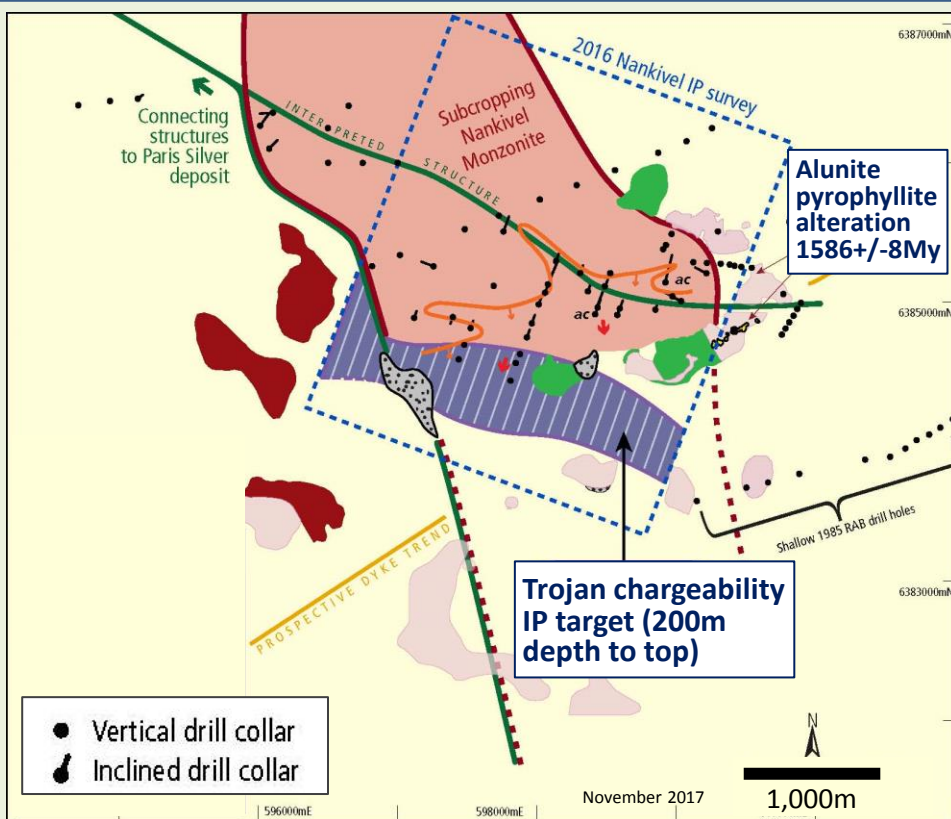 6387000mN
2016 Nankivel IP survey
Connecting
structures
to Paris Silver
deposit
INTERPRETED STRUCTURE
Subcropping
Nankivel
Monzonite
Alunite
pyrophyllite
alteration
1586+/-8My
ac
ac
6385000mN
Shallow 1985 RAB drill holes
PROSPECTIVE DYKE TREND
Trojan chargeability
IP target (200m
depth to top)
6383000mN
Vertical drill collar
Inclined drill collar
N
November 2017
1,000m
596000mE
598000mE